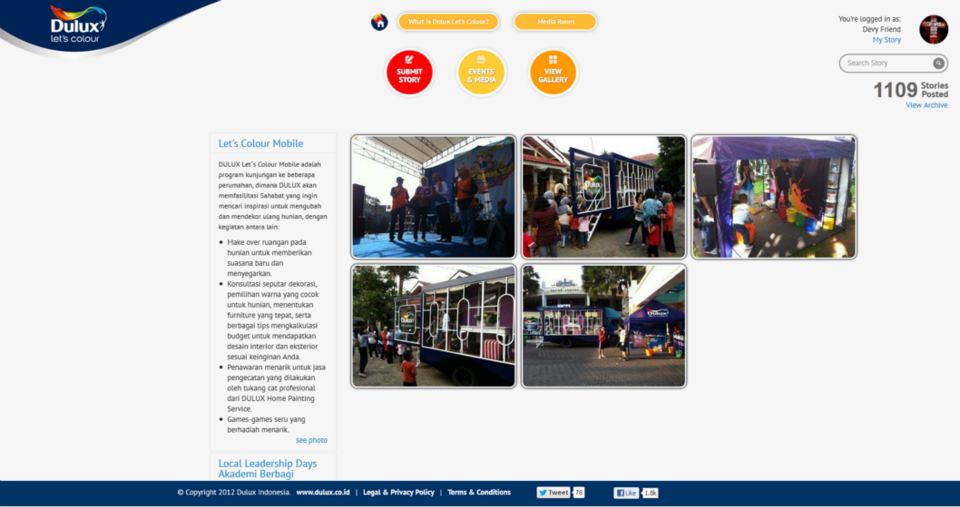 Dulux
let's colour
What is Dulux Let's Colour?
Media Room
You're logged in as:
Devy Friend
My Story
SUBMIT
STORY
EVENTS
& MEDIA
VIEW
GALLERY
Search Story
1109 Stories
Posted
View Archive
Let's Colour Mobile
DULUX Let`s Colour Mobile adalah
program kunjungan ke beberapa
perumahan, dimana DULUX akan
memfasilitasi Sahabat yang ingin
mencari inspirasi untuk mengubah
dan mendekor ulang hunian, dengan
kegiatan antara lain:
Make over ruangan pada
hunian untuk memberikan
suasana baru dan
menyegarkan.
Konsultasi seputar dekorasi,
pemilihan warna yang cocok
untuk hunian, menentukan
furniture yang tepat, serta
berbagai tips mengkalkulasi
budget untuk mendapatkan
desain interior dan eksterior
sesuai keinginan Anda.
Penawaran menarik untuk jasa
pengecatan yang dilakukan
oleh tukang cat profesional
dari DULUX Home Painting
Service.
Games-games seru yang
berhadiah menarik.
see photo
Local Leadership Days
Akademi Berbagi
Dulux
Dulux
DULUX
© Copyright 2012 Dulux Indonesia. www.dulux.co.id | Legal & Privacy Policy | Terms & Conditions
Tweet 76
Like 1.8k